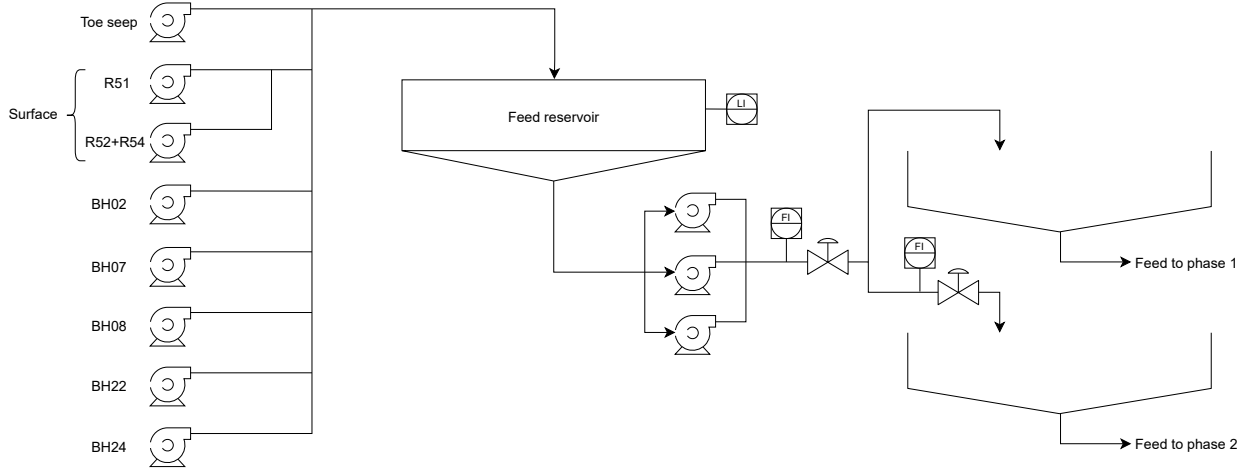 Toe seep
R51
Surface
R52+R54
BH02
BH07
BH08
BH22
BH24
Feed reservoir
LI
FI
FI
Feed to phase 1
Feed to phase 2